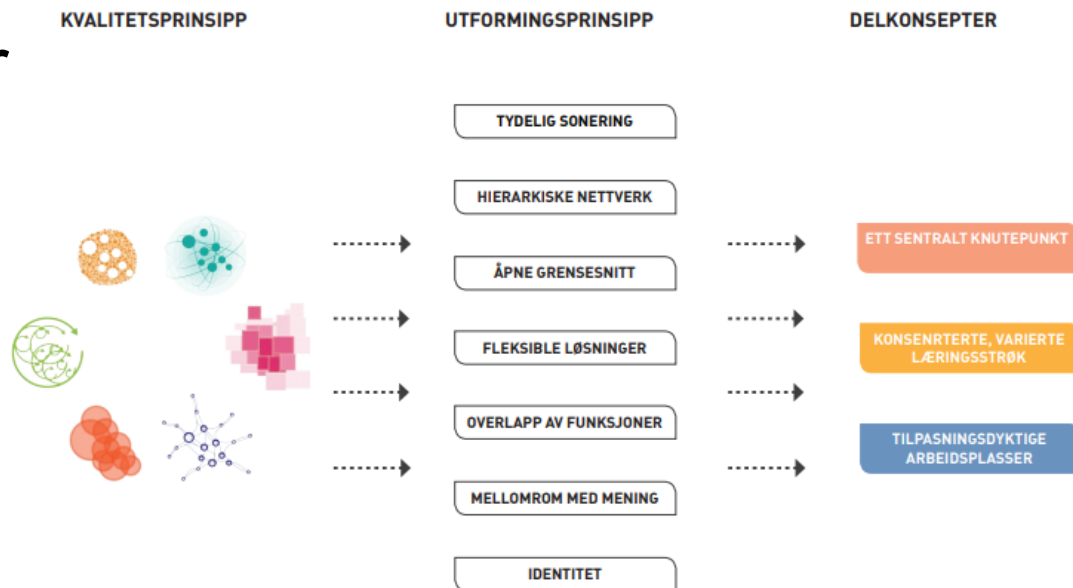 KVALITETSPRINSIPP
UTFORMINGSPRINSIPP
DELKONSEPTER
TYDELIG SONERING
HIERARKISKE NETTVERK
ÅPNE GRENSESNITT
FLEKSIBLE LØSNINGER
OVERLAPP AV FUNKSJONER
MELLOMROM MED MENING
IDENTITET
ETT SENTRALT KNUTEPUNKT
KONSENRTERTE, VARIERTE
LÆRINGSSTRØK
TILPASNINGSDYKTIGE
ARBEIDSPLASSER